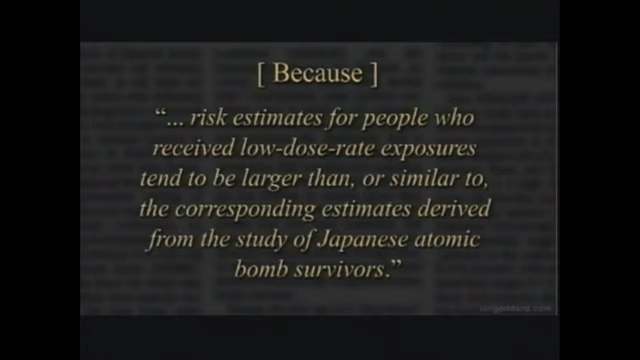 [ Because ]
“... risk estimates for people who
received low-dose-rate exposures
tend to be larger than, or similar to,
the corresponding estimates derived
from the study of Japanese atomic
bomb survivors.”